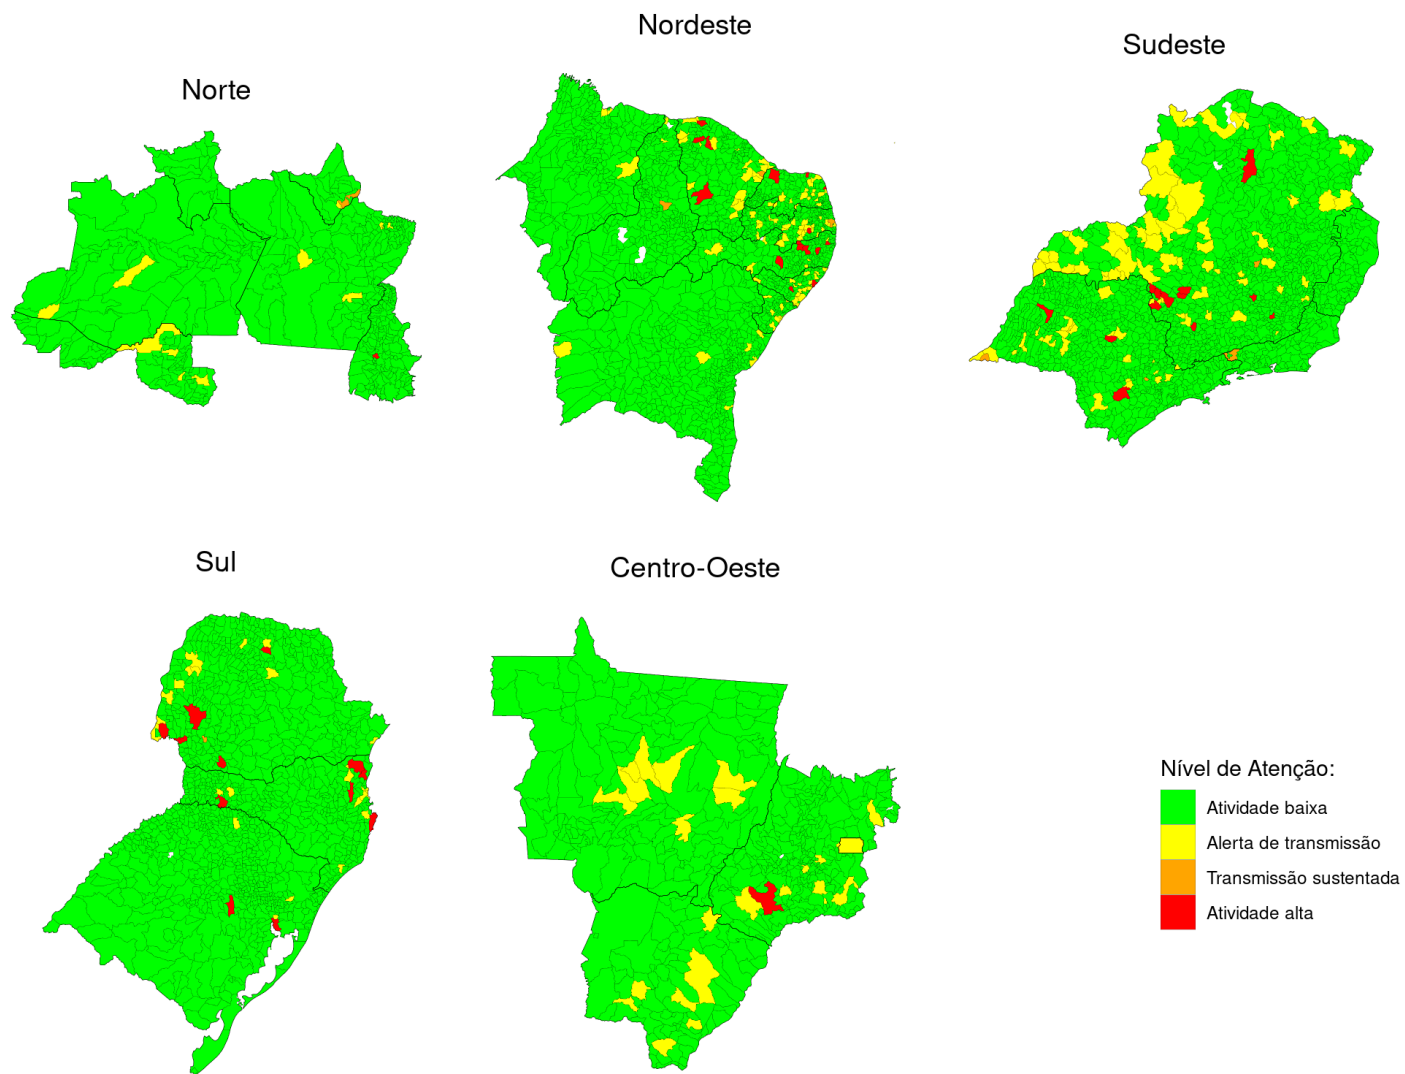 Nordeste
Sudeste
Norte
Sul
Centro-Oeste
Nível de Atenção:
Atividade baixa
Alerta de transmissão
Transmissão sustentada
Atividade alta